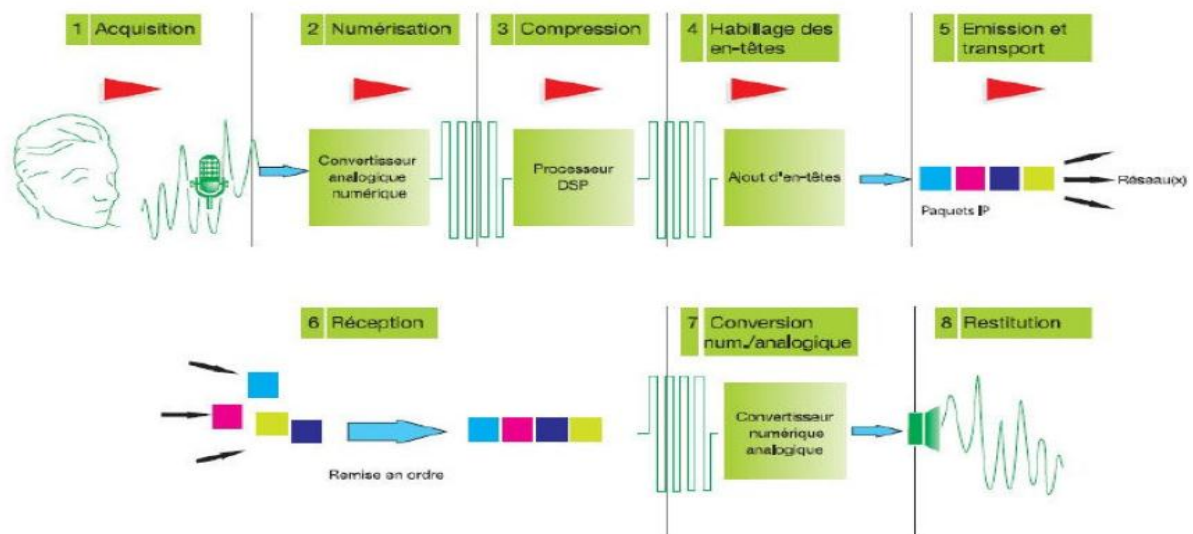 1 Acquisition
2 Numérisation
3 Compression
4 Habillage des
en-têtes
5 Emission et
transport
Convertisseur
analogique
numérique
Processeur
DSP
Ajout d'en-têtes
Paquets IP
Réseau(x)
6 Réception
Remise en ordre
7 Conversion
num./analogique
Convertisseur
numérique
analogique
8 Restitution